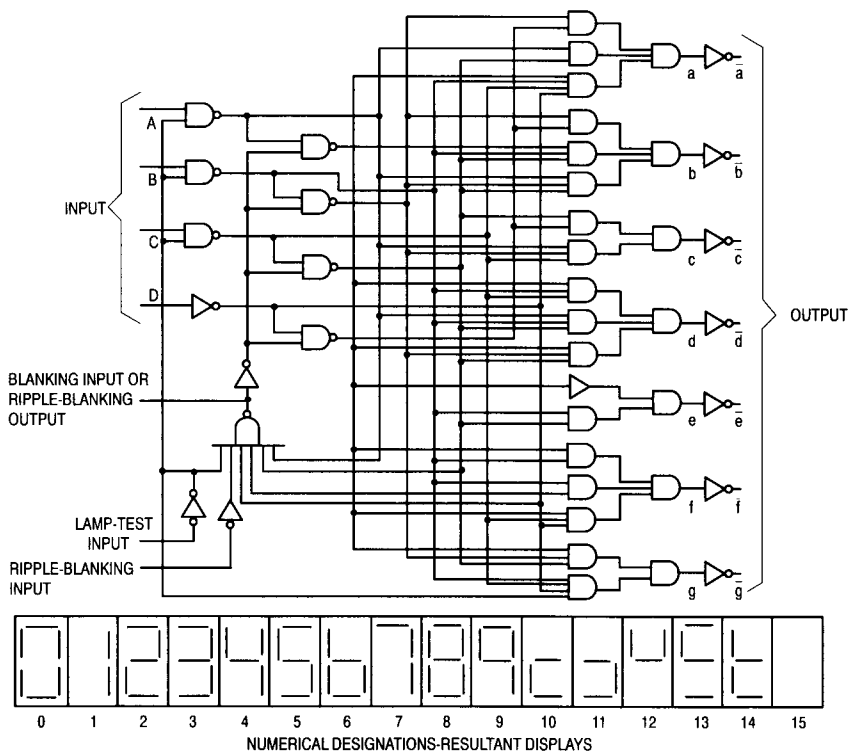 A
B
INPUT
C
D
BLANKING INPUT OR
RIPPLE-BLANKING
OUTPUT
LAMP-TEST
INPUT
RIPPLE-BLANKING
INPUT
a a̅
b b̅
c c̅
d d̅
e e̅
f f̅
g g̅
OUTPUT
0 1 2 3 4 5 6 7 8 9 10 11 12 13 14 15
NUMERICAL DESIGNATIONS-RESULTANT DISPLAYS